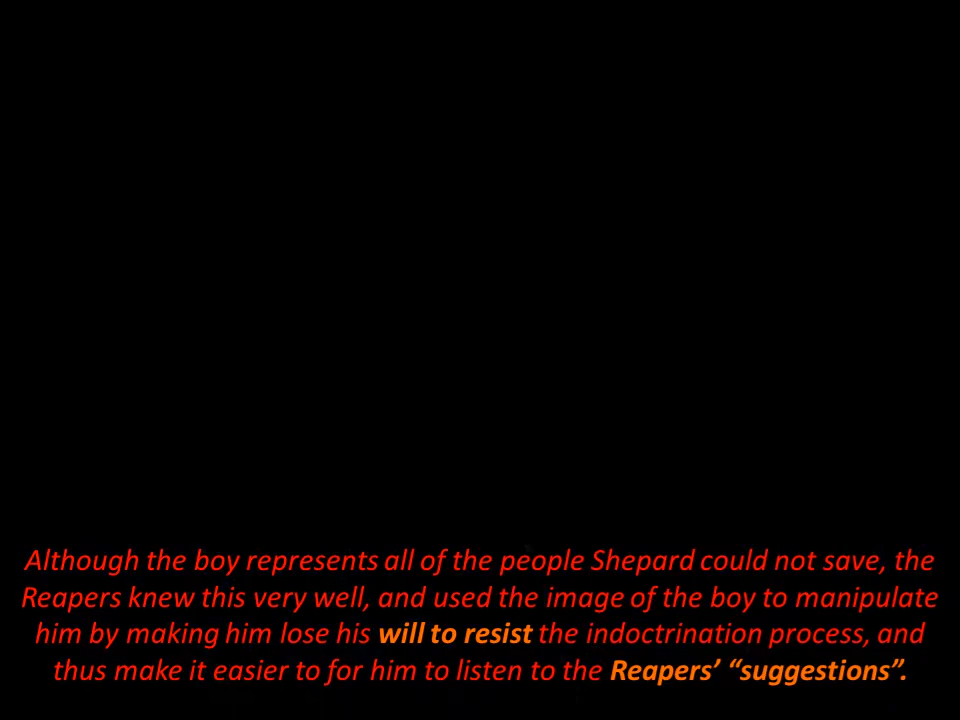 Although the boy represents all of the people Shepard could not save, the
Reapers knew this very well, and used the image of the boy to manipulate
him by making him lose his will to resist the indoctrination process, and
thus make it easier to for him to listen to the Reapers’ “suggestions”.